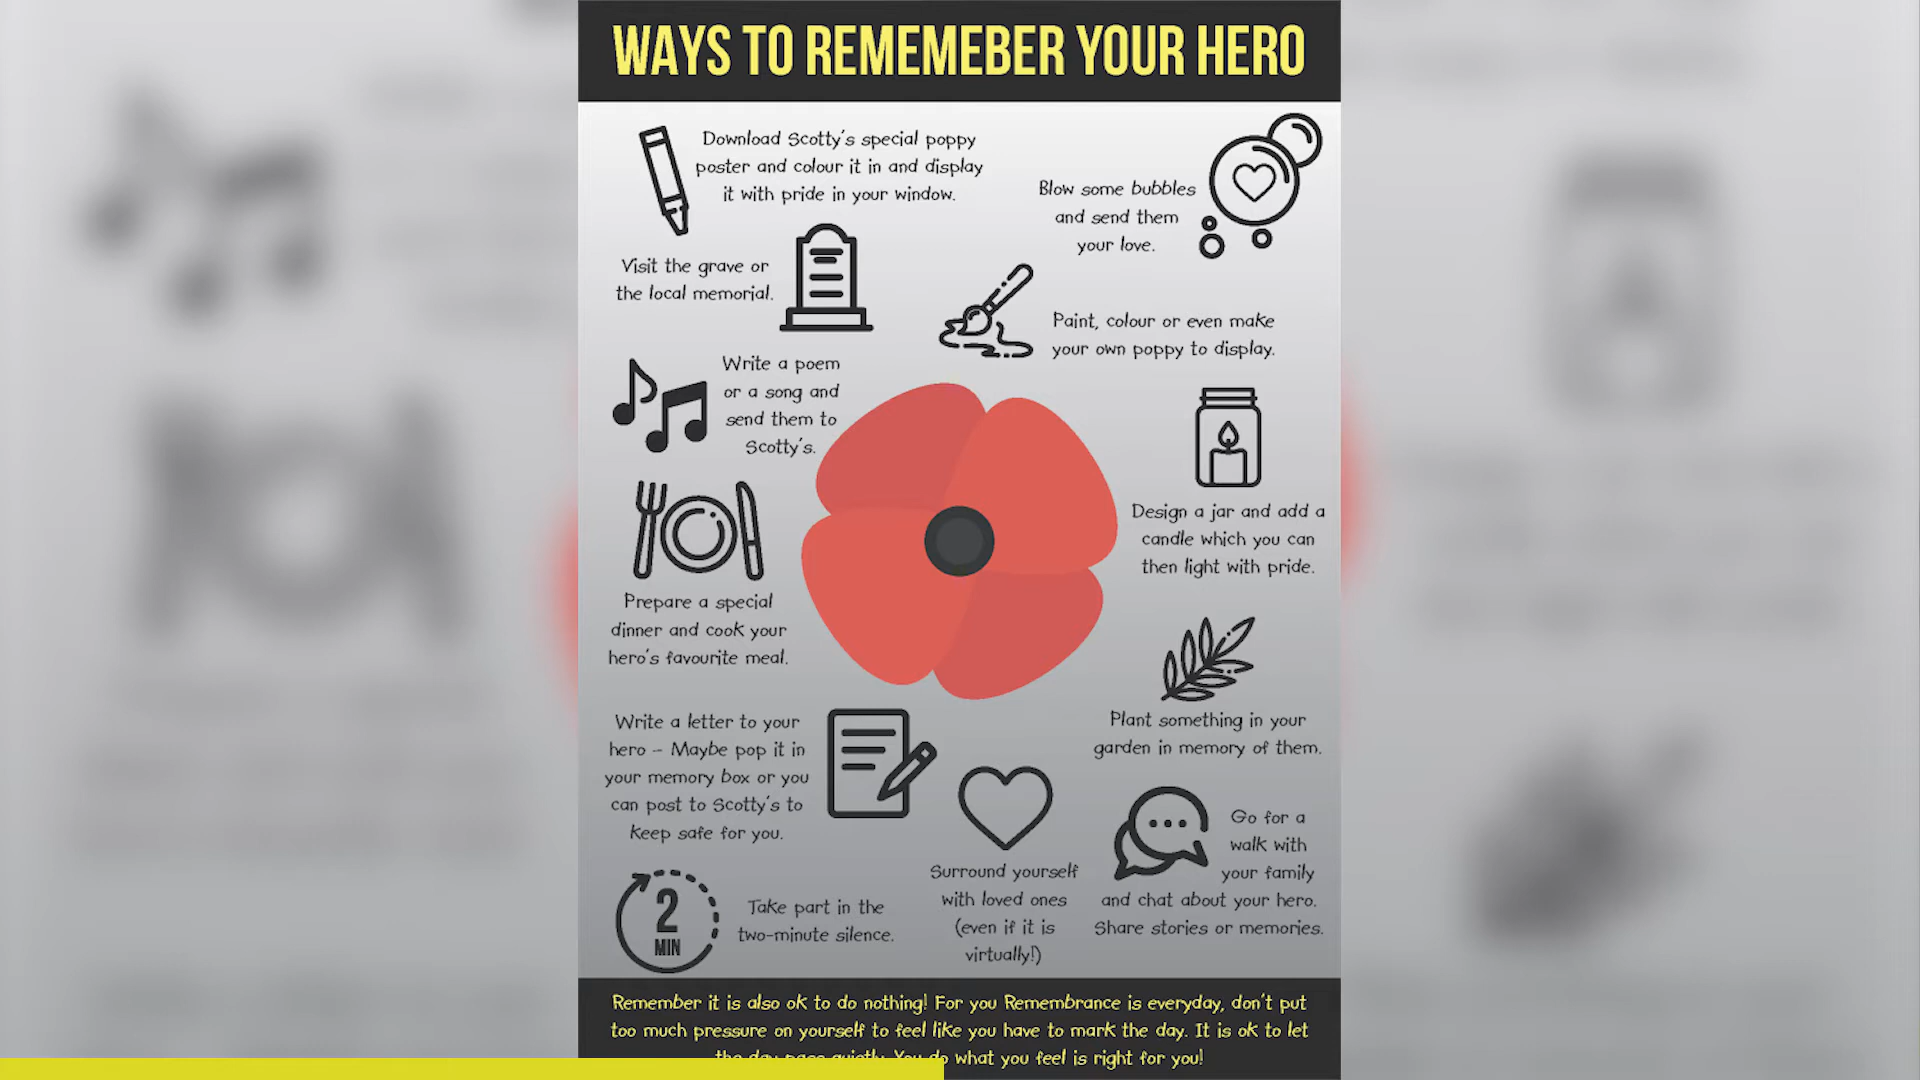 WAYS TO REMEMEBER YOUR HERO
Download Scotty's special poppy
poster and colour it in and display
it with pride in your window.
Blow some bubbles
and send them
your love.
Visit the grave or
the local memorial.
Paint, colour or even make
your own poppy to display.
Write a poem
or a song and
send them to
Scotty's.
Design a jar and add a
candle which you can
then light with pride.
Prepare a special
dinner and cook your
hero's favourite meal.
Plant something in your
garden in memory of them.
Write a letter to your
hero - Maybe pop it in
your memory box or you
can post to Scotty's to
keep safe for you.
Go for a
walk with
your family
and chat about your hero.
Share stories or memories.
Surround yourself
with loved ones
(even if it is
virtually!)
2
MIN
Take part in the
two-minute silence.
Remember it is also ok to do nothing! For you Remembrance is everyday, don't put
too much pressure on yourself to feel like you have to mark the day. It is ok to let
the day pass quietly. You do what you feel is right for you!